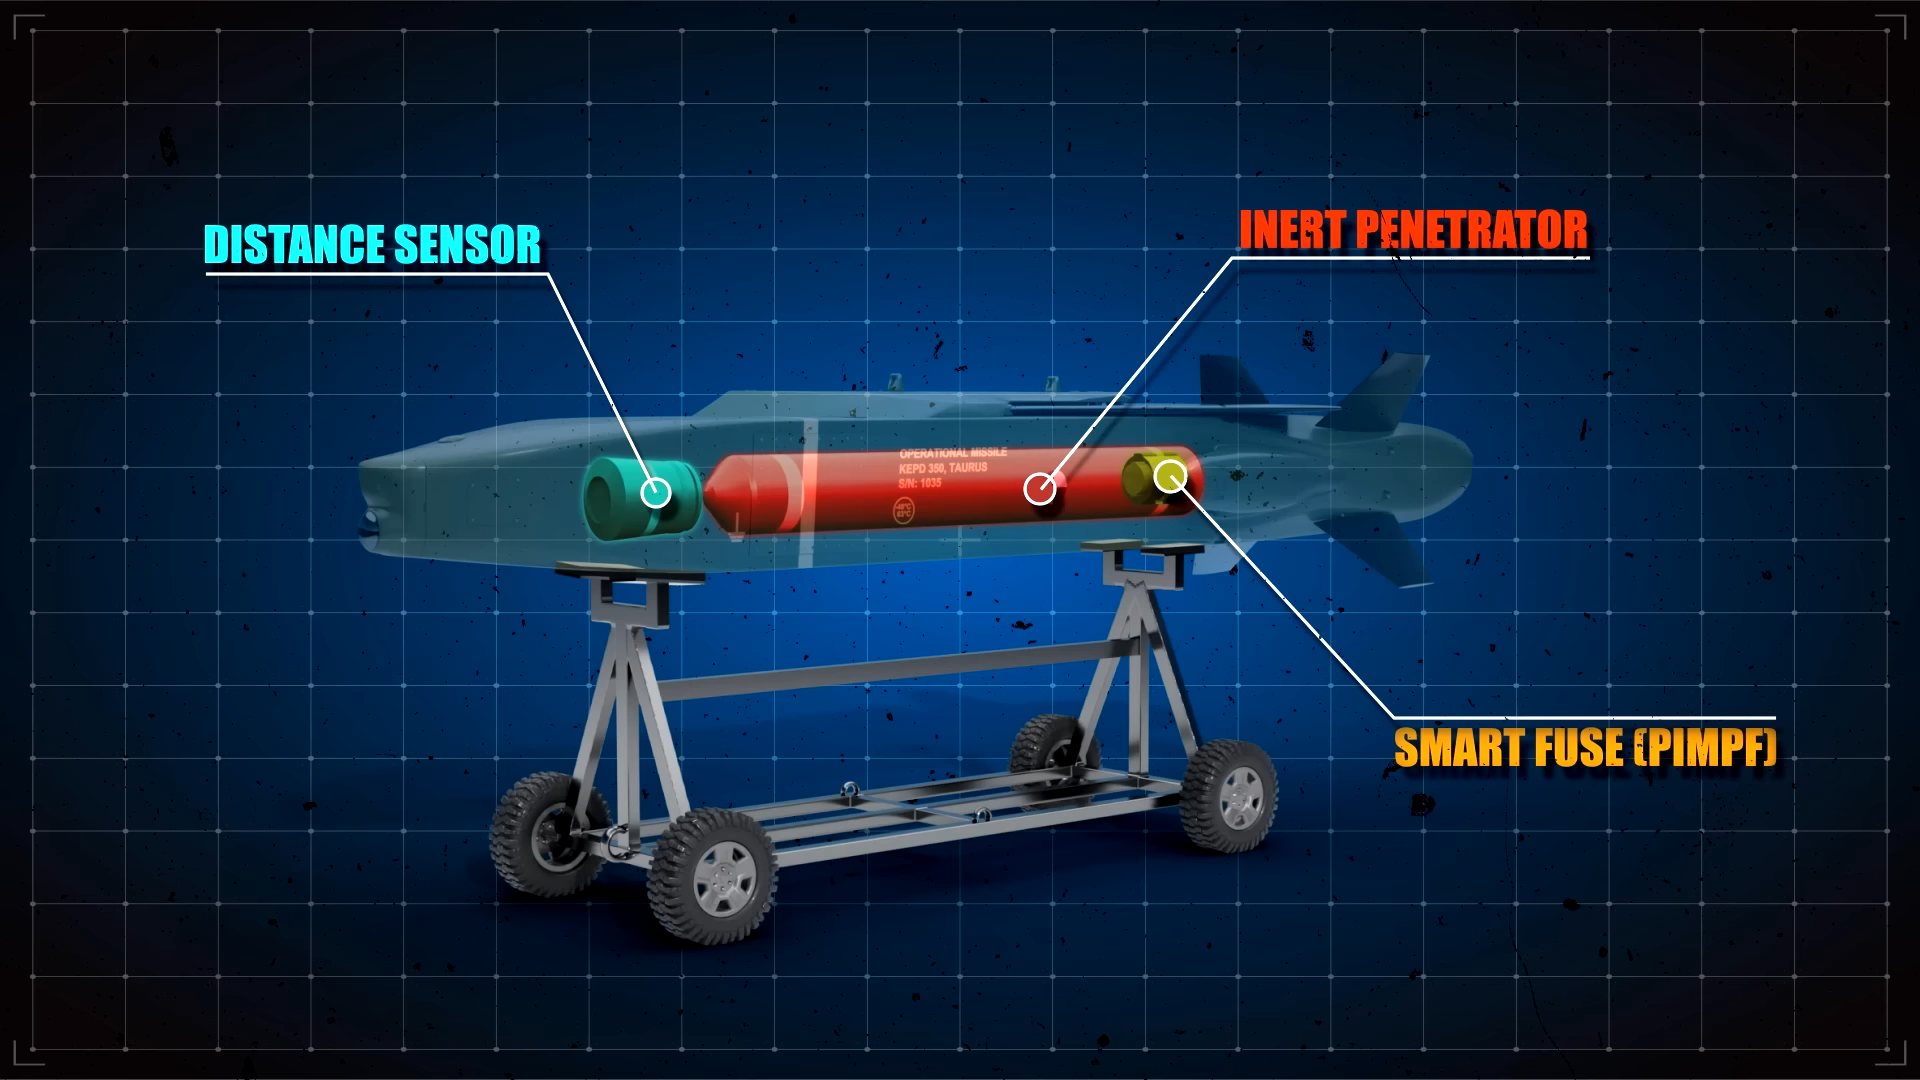 INERT PENETRATOR
DISTANCE SENSOR
OPERATIONAL MISSILE
KEPD 350, TAURUS
S/N: 1035
SMART FUSE (PIMPF)